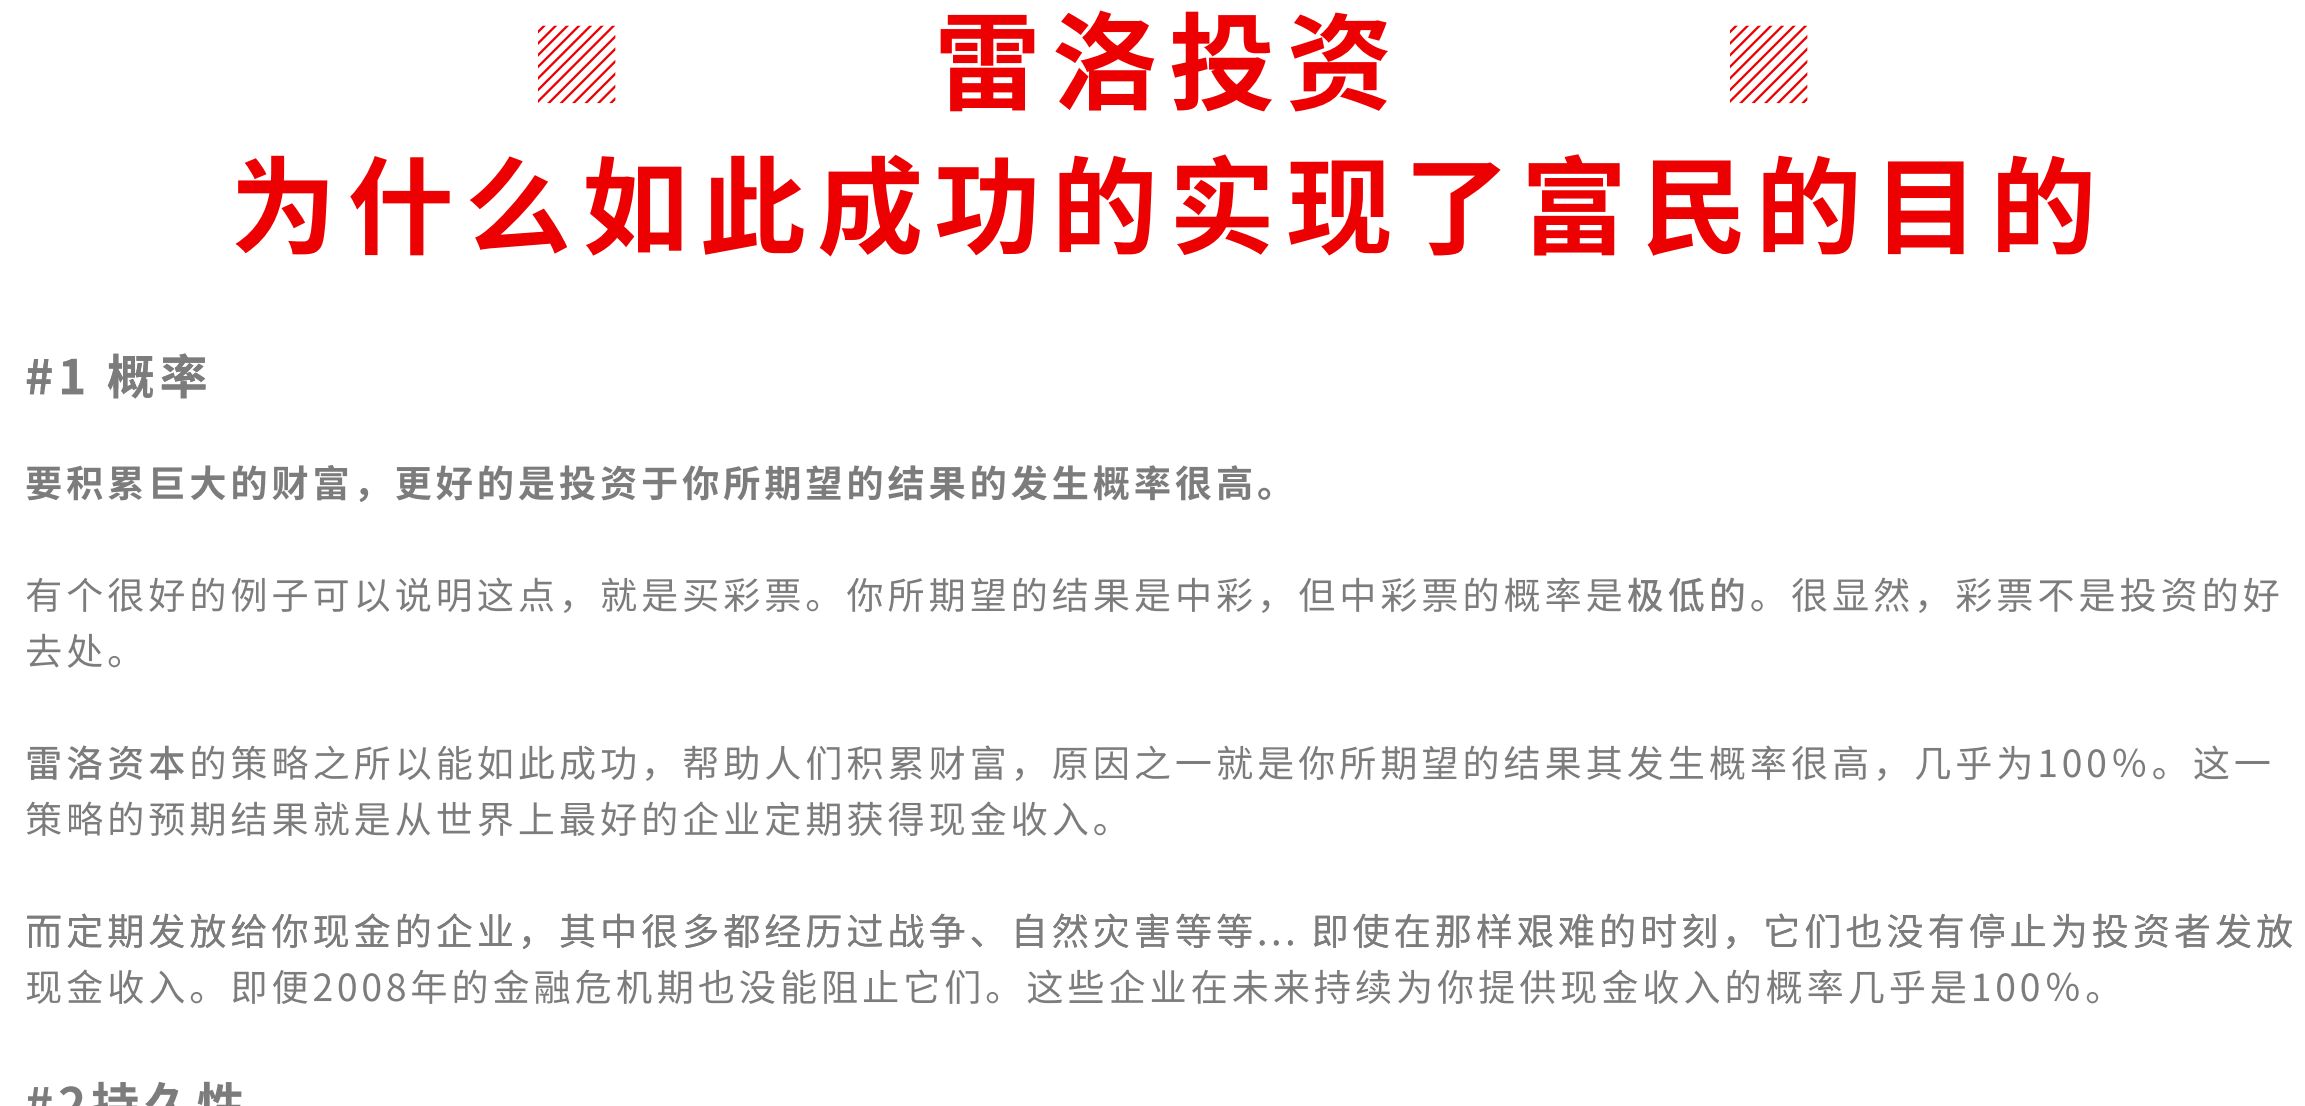 雷洛投资
为什么如此成功的实现了富民的目的
#1 概率
要积累巨大的财富，更好的是投资于你所期望的结果的发生概率很高。
有个很好的例子可以说明这点，就是买彩票。你所期望的结果是中彩，但中彩票的概率是极低的。很显然，彩票不是投资的好
去处。
雷洛资本的策略之所以能如此成功，帮助人们积累财富，原因之一就是你所期望的结果其发生概率很高，几乎为100%。这一
策略的预期结果就是从世界上最好的企业定期获得现金收入。
而定期发放给你现金的企业，其中很多都经历过战争、自然灾害等等... 即使在那样艰难的时刻，它们也没有停止为投资者发放
现金收入。即便2008年的金融危机期也没能阻止它们。这些企业在未来持续为你提供现金收入的概率几乎是100%。
#2持久性